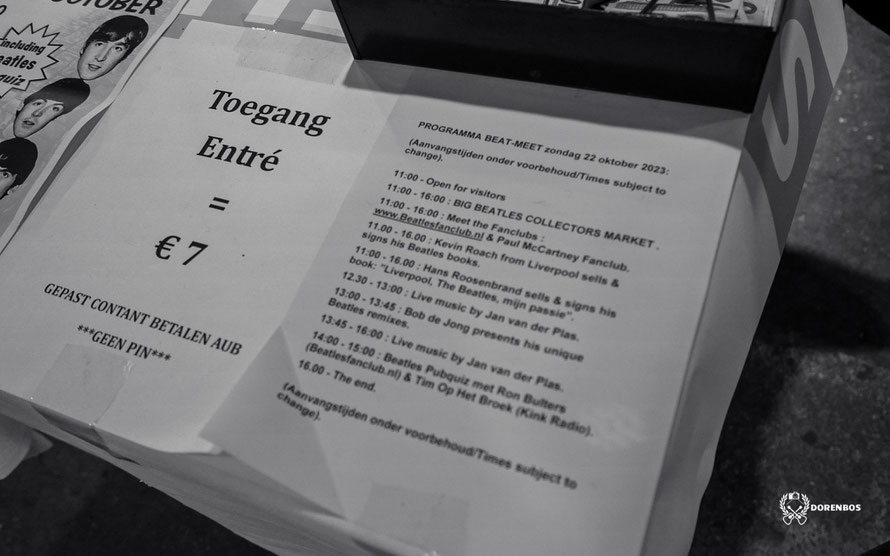 OCTOBER
including
Beatles
quiz
Toegang
Entré
=
€ 7
GEPAST CONTANT BETALEN AUB
***GEEN PIN***
PROGRAMMA BEAT-MEET zondag 22 oktober 2023:
(Aanvangstijden onder voorbehoud/Times subject to
change).
11:00 - Open for visitors
11:00 - 16:00 : BIG BEATLES COLLECTORS MARKET .
11:00 - 16:00 : Meet the Fanclubs :
www.Beatlesfanclub.nl & Paul McCartney Fanclub.
11.00 - 16.00 : Kevin Roach from Liverpool sells &
signs his Beatles books.
11:00 - 16.00 : Hans Roosenbrand sells & signs his
book: "Liverpool, The Beatles, mijn passie".
12.30 - 13:00 : Live music by Jan van der Plas.
13:00 - 13:45 : Bob de Jong presents his unique
Beatles remixes.
13:45 - 16:00 : Live music by Jan van der Plas.
14:00 - 15:00 : Beatles Pubquiz met Ron Bulters
(Beatlesfanclub.nl) & Tim Op Het Broek (Kink Radio).
16.00 - The end.
(Aanvangstijden onder voorbehoud/Times subject to
change).
S
DORENBOS